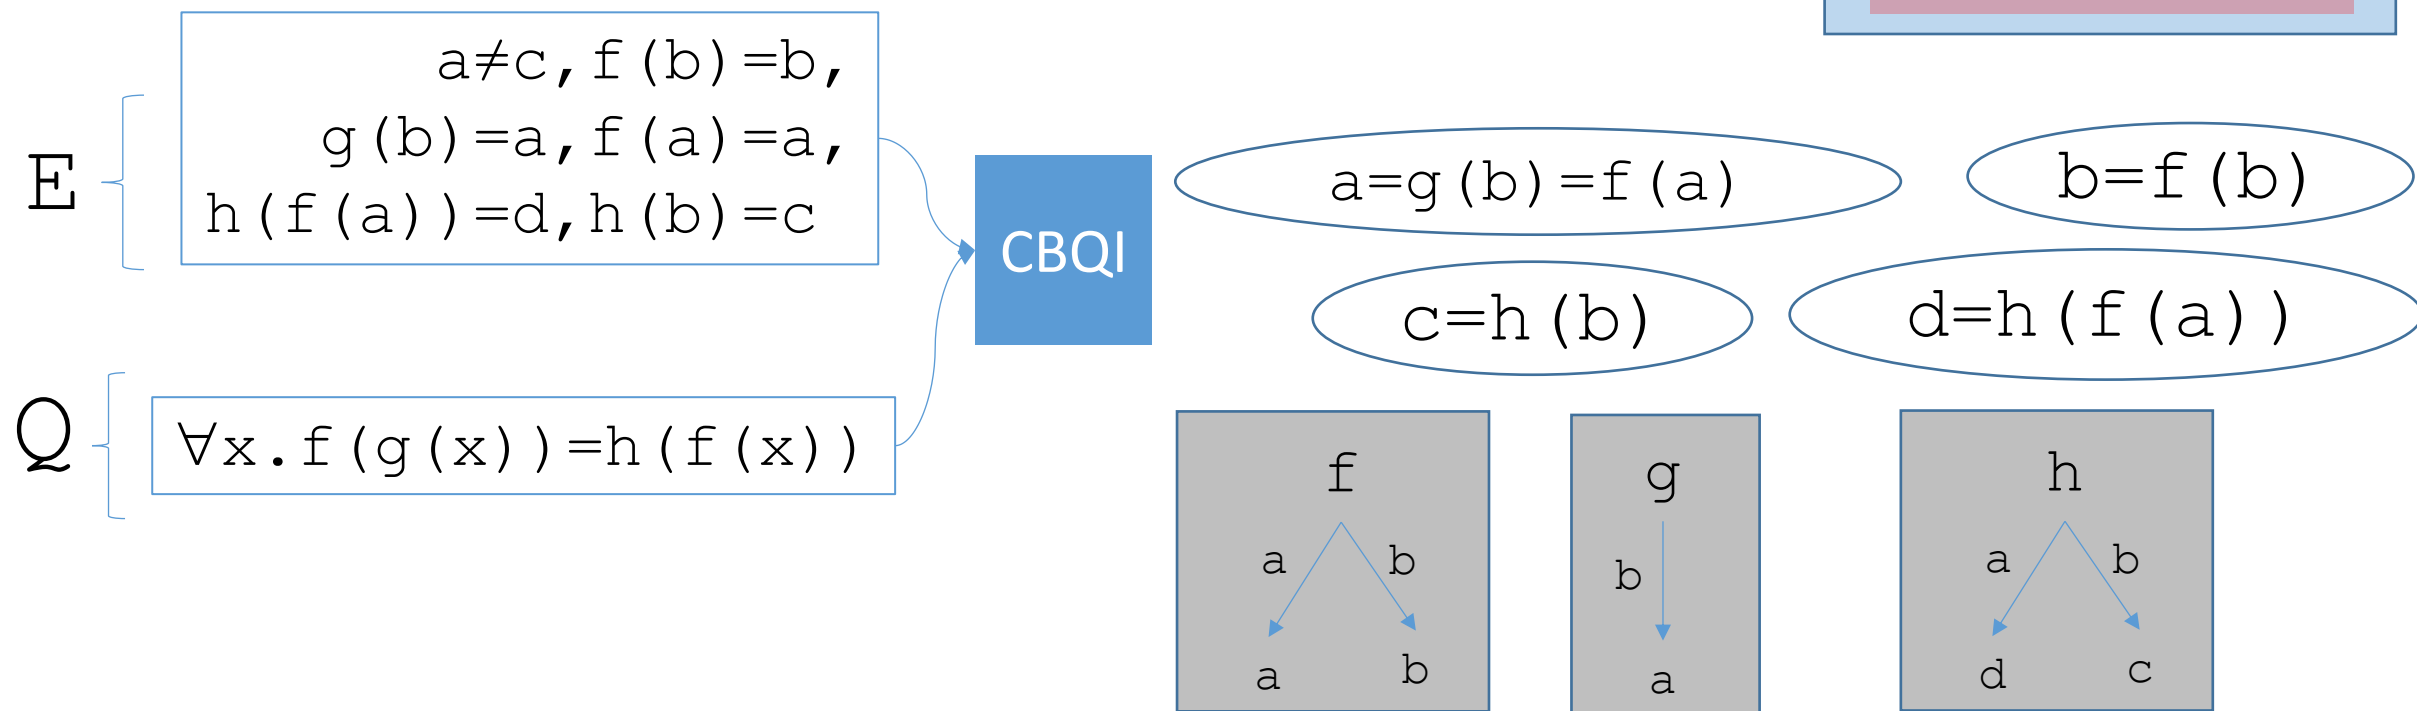 E
a≠c,f(b)=b,
g(b)=a,f(a)=a,
h(f(a))=d,h(b)=c
Q
∀x.f(g(x))=h(f(x))
CBQI
a=g(b)=f(a)
b=f(b)
c=h(b)
d=h(f(a))
f
a b
a b
g
b
a
h
a b
d c